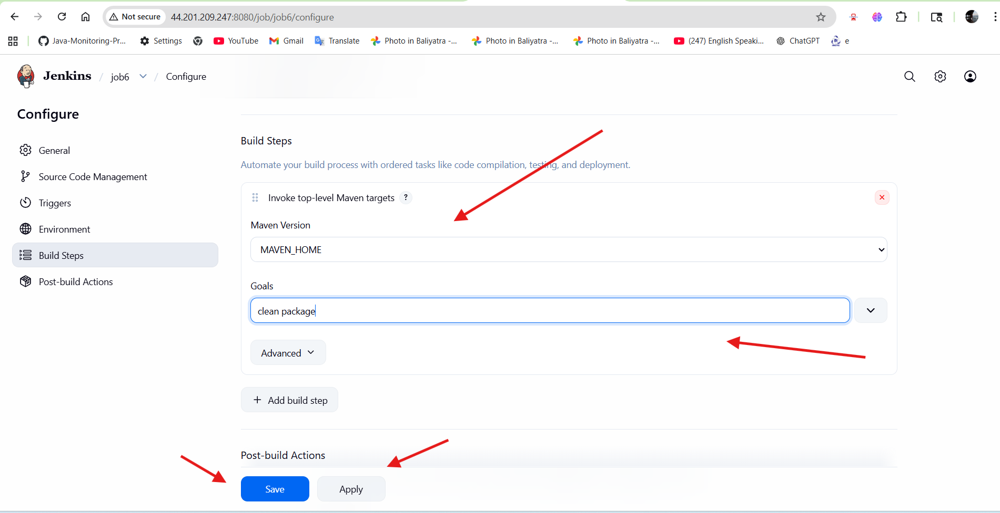 Not secure 44.201.209.247:8080/job/job6/configure
Java-Monitoring-Pr... Settings YouTube Gmail Translate Photo in Baliyatra -... Photo in Baliyatra -... Photo in Baliyatra -... (247) English Speaki... ChatGPT e
Jenkins / job6 / Configure
Configure
General
Source Code Management
Triggers
Environment
Build Steps
Post-build Actions
Build Steps
Automate your build process with ordered tasks like code compilation, testing, and deployment.
Invoke top-level Maven targets ?
Maven Version
MAVEN_HOME
Goals
clean package
Advanced
+ Add build step
Post-build Actions
Save Apply